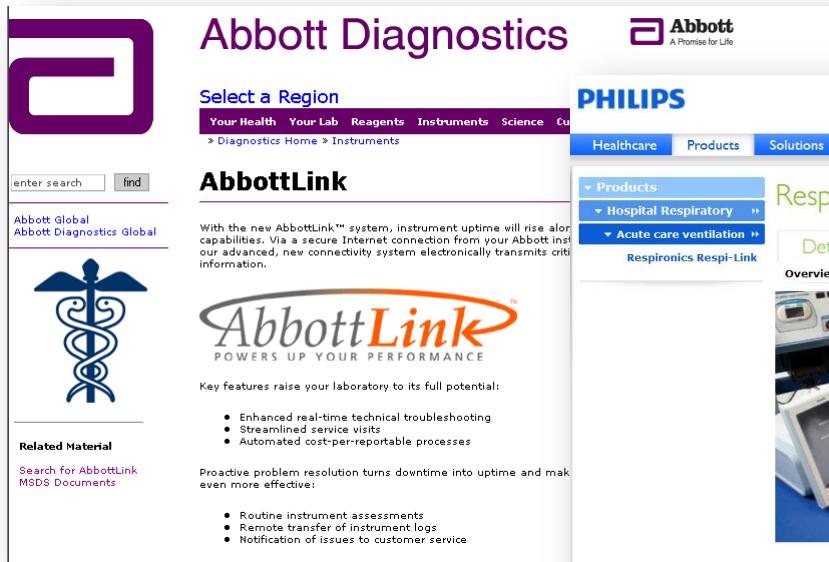 Abbott Diagnostics
Abbott
A Promise for Life
Select a Region
Your Health Your Lab Reagents Instruments Science Cu
» Diagnostics Home » Instruments
enter search find
Abbott Global
Abbott Diagnostics Global
Related Material
Search for AbbottLink
MSDS Documents
AbbottLink
With the new AbbottLink™ system, instrument uptime will rise alon
capabilities. Via a secure Internet connection from your Abbott inst
our advanced, new connectivity system electronically transmits criti
information.
AbbottLink™
POWERS UP YOUR PERFORMANCE
Key features raise your laboratory to its full potential:
● Enhanced real-time technical troubleshooting
● Streamlined service visits
● Automated cost-per-reportable processes
Proactive problem resolution turns downtime into uptime and mak
even more effective:
● Routine instrument assessments
● Remote transfer of instrument logs
● Notification of issues to customer service
PHILIPS
Healthcare Products Solutions
Products
Hospital Respiratory
Acute care ventilation
Respironics Respi-Link
Resp
Det
Overvie